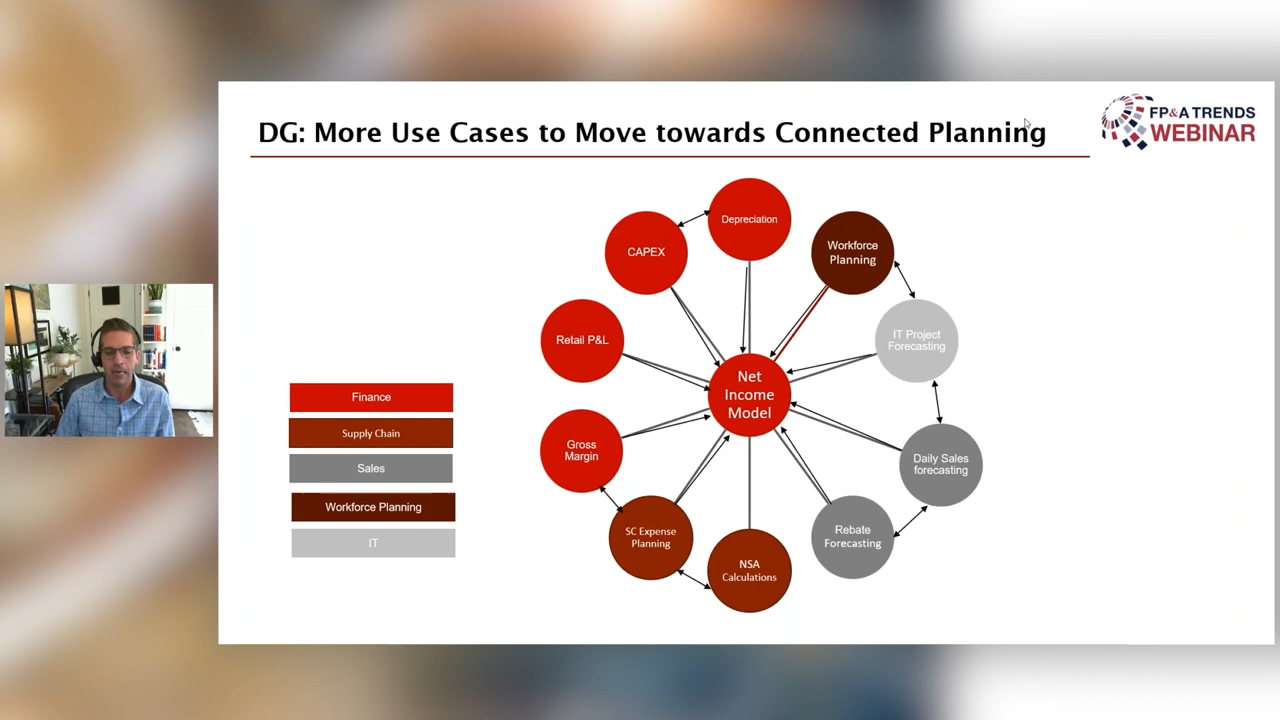 DG: More Use Cases to Move towards Connected Planning
FP&A TRENDS
WEBINAR
Depreciation
CAPEX
Workforce
Planning
Retail P&L
IT Project
Forecasting
Net
Income
Model
Gross
Margin
Daily Sales
forecasting
SC Expense
Planning
NSA
Calculations
Rebate
Forecasting
Finance
Supply Chain
Sales
Workforce Planning
IT